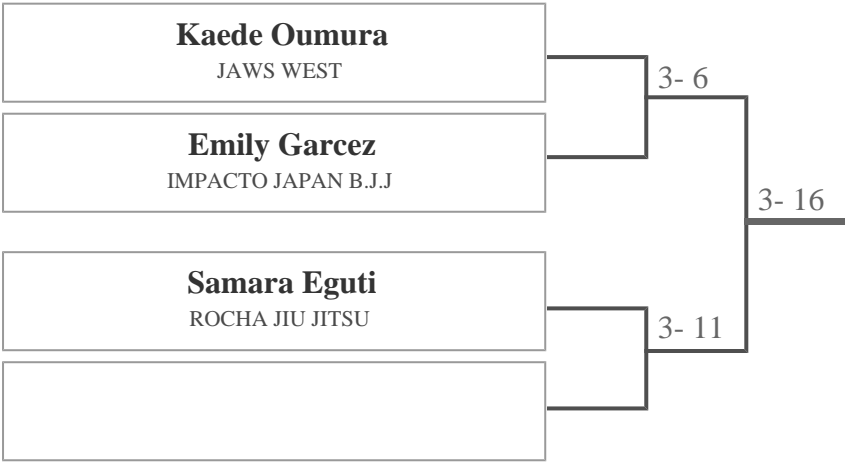 Kaede Oumura
JAWS WEST
3- 6
Emily Garcez
IMPACTO JAPAN B.J.J
3- 16
Samara Eguti
ROCHA JIU JITSU
3- 11